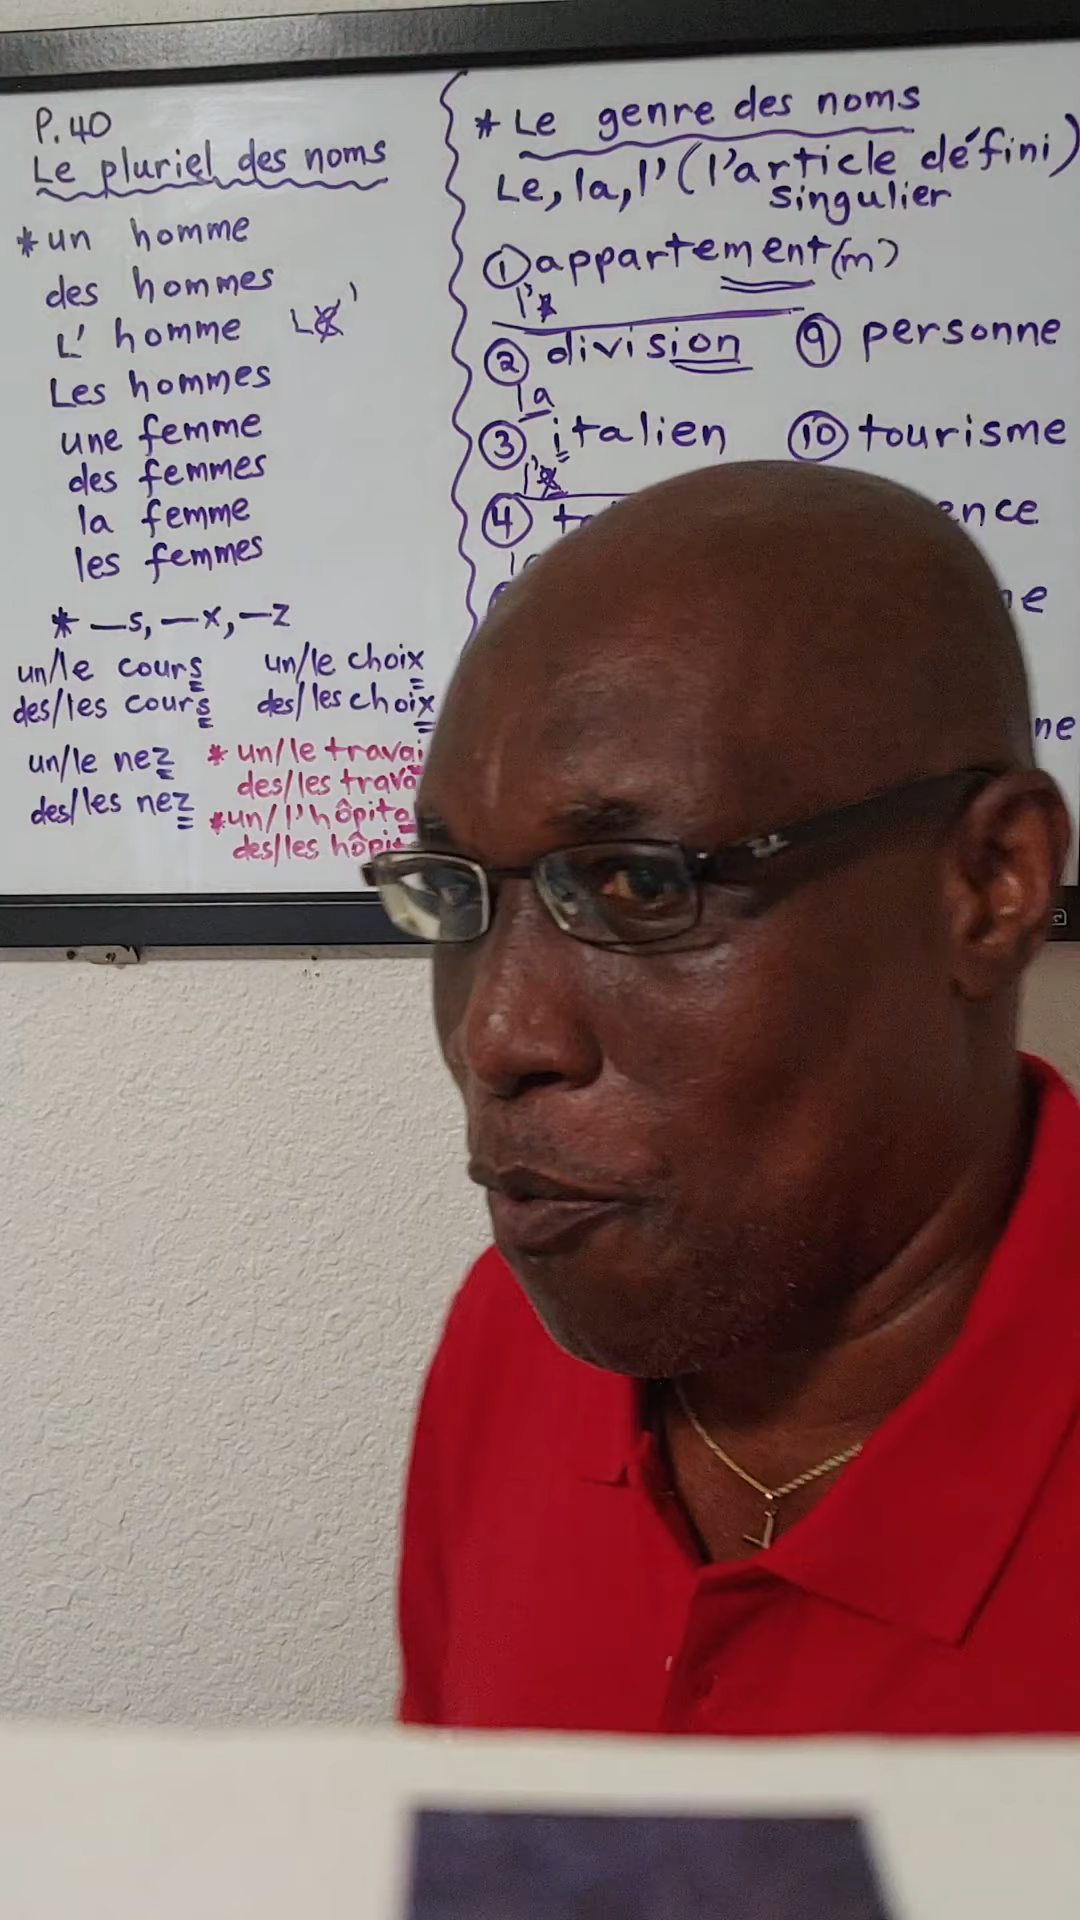 P.40
Le pluriel des noms
*un homme
des hommes
L' homme Le'
Les hommes
une femme
des femmes
la femme
les femmes
* —s, —x, —z
un/le cours
des/les cours
un/le choix
des/les choix
un/le nez
des/les nez
* un/le travai
des/les trava
*un/l'hôpita
des/les hôpi
* Le genre des noms
Le, la, l' (l'article défini)
singulier
① appartement (m)
l'
② division
la
③ italien
l'
④
⑨ personne
⑩ tourisme
ence
ne
Ray-Ban